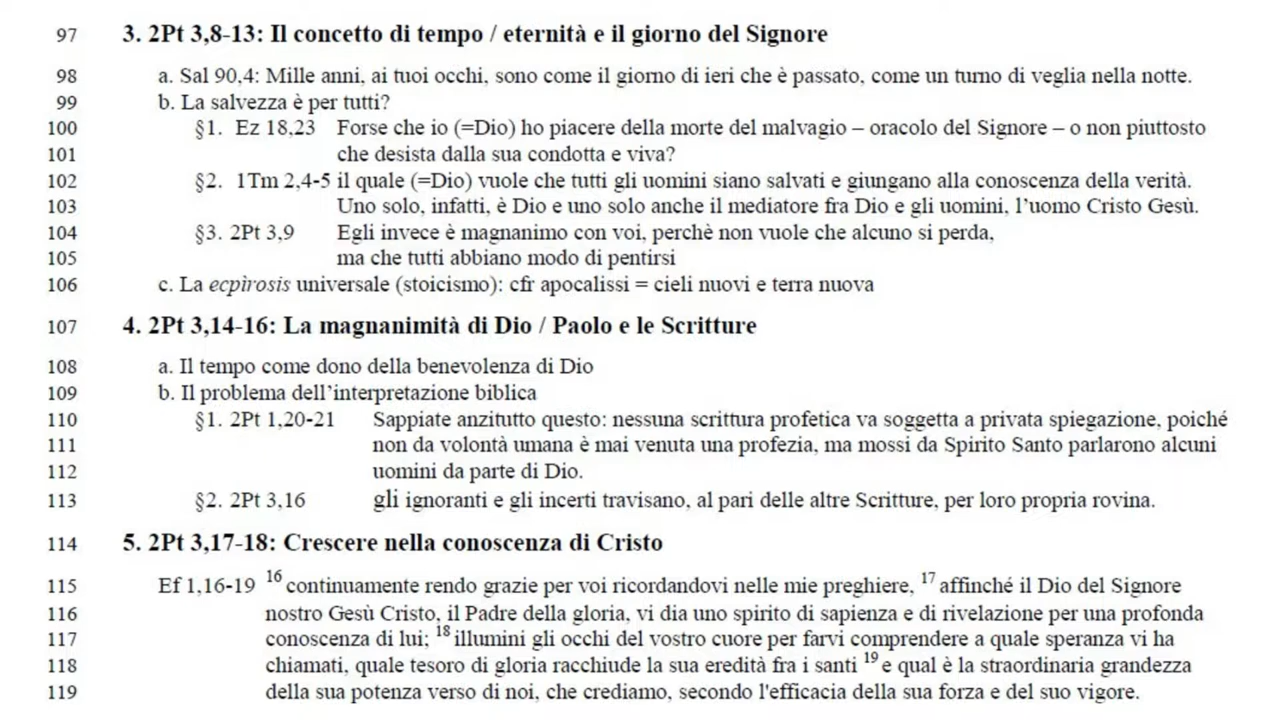 97 3. 2Pt 3,8-13: Il concetto di tempo / eternità e il giorno del Signore
98 a. Sal 90,4: Mille anni, ai tuoi occhi, sono come il giorno di ieri che è passato, come un turno di veglia nella notte.
99 b. La salvezza è per tutti?
100 §1. Ez 18,23 Forse che io (=Dio) ho piacere della morte del malvagio – oracolo del Signore – o non piuttosto
101 che desista dalla sua condotta e viva?
102 §2. 1Tm 2,4-5 il quale (=Dio) vuole che tutti gli uomini siano salvati e giungano alla conoscenza della verità.
103 Uno solo, infatti, è Dio e uno solo anche il mediatore fra Dio e gli uomini, l’uomo Cristo Gesù.
104 §3. 2Pt 3,9 Egli invece è magnanimo con voi, perchè non vuole che alcuno si perda,
105 ma che tutti abbiano modo di pentirsi
106 c. La ecpìrosis universale (stoicismo): cfr apocalissi = cieli nuovi e terra nuova
107 4. 2Pt 3,14-16: La magnanimità di Dio / Paolo e le Scritture
108 a. Il tempo come dono della benevolenza di Dio
109 b. Il problema dell’interpretazione biblica
110 §1. 2Pt 1,20-21 Sappiate anzitutto questo: nessuna scrittura profetica va soggetta a privata spiegazione, poiché
111 non da volontà umana è mai venuta una profezia, ma mossi da Spirito Santo parlarono alcuni
112 uomini da parte di Dio.
113 §2. 2Pt 3,16 gli ignoranti e gli incerti travisano, al pari delle altre Scritture, per loro propria rovina.
114 5. 2Pt 3,17-18: Crescere nella conoscenza di Cristo
115 Ef 1,16-19 16 continuamente rendo grazie per voi ricordandovi nelle mie preghiere, 17 affinché il Dio del Signore
116 nostro Gesù Cristo, il Padre della gloria, vi dia uno spirito di sapienza e di rivelazione per una profonda
117 conoscenza di lui; 18 illumini gli occhi del vostro cuore per farvi comprendere a quale speranza vi ha
118 chiamati, quale tesoro di gloria racchiude la sua eredità fra i santi 19 e qual è la straordinaria grandezza
119 della sua potenza verso di noi, che crediamo, secondo l'efficacia della sua forza e del suo vigore.